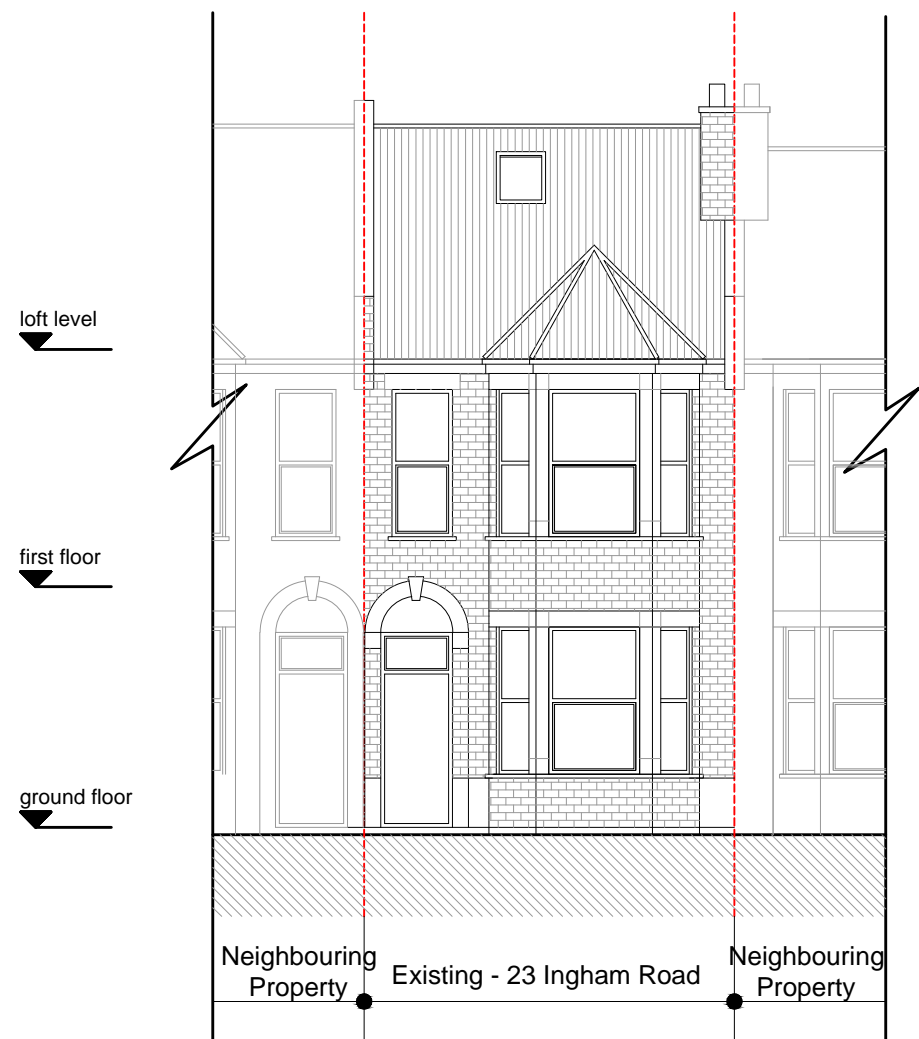 loft level
first floor
ground floor
Neighbouring
Property
Existing - 23 Ingham Road
Neighbouring
Property